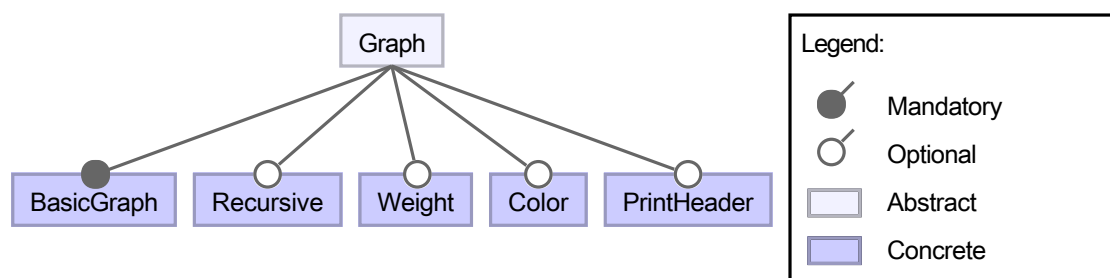 Graph
BasicGraph
Recursive
Weight
Color
PrintHeader
Legend:
Mandatory
Optional
Abstract
Concrete